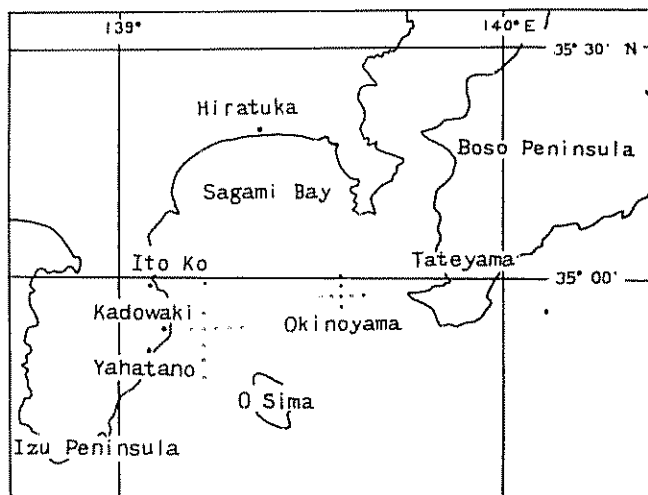 139°
140° E
35° 30' N
Hiratuka
Boso Peninsula
Sagami Bay
Ito Ko
Tateyama
35° 00'
Kadowaki
Okinoyama
Yahatano
O Sima
Izu Peninsula